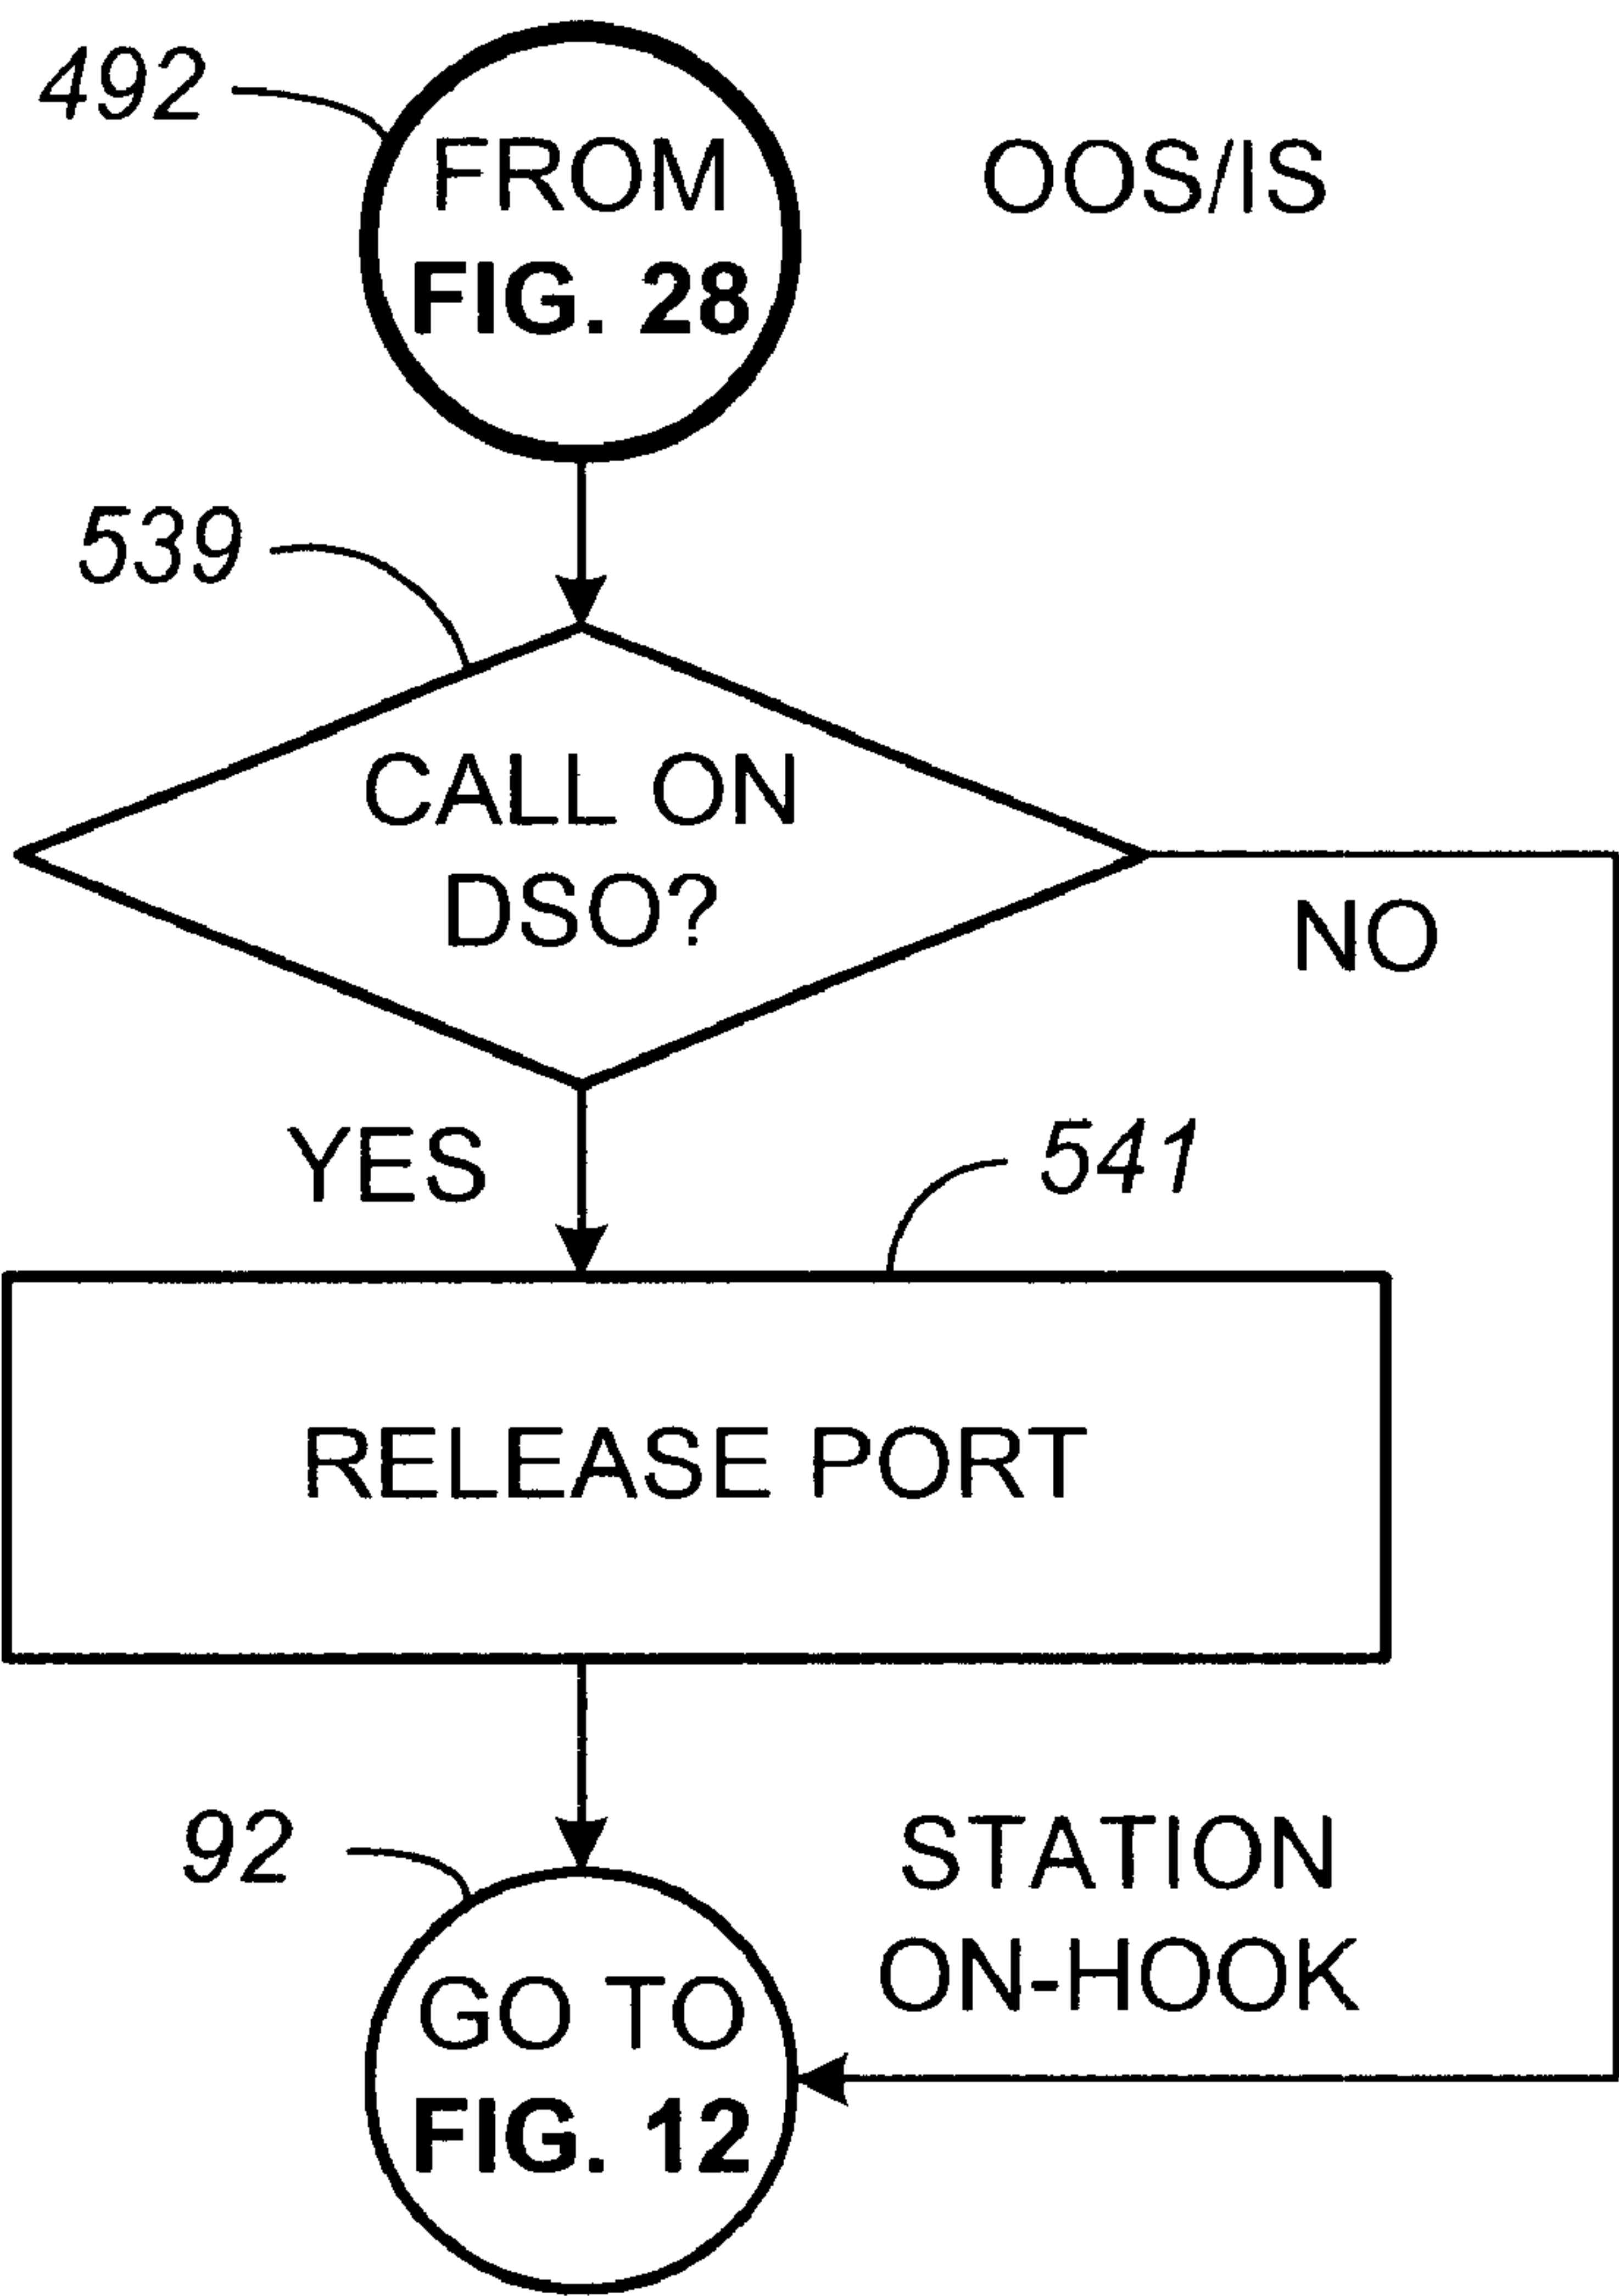 492
FROM
FIG. 28
OOS/IS
539
CALL ON
DSO?
NO
YES
541
RELEASE PORT
92
STATION
ON-HOOK
GO TO
FIG. 12